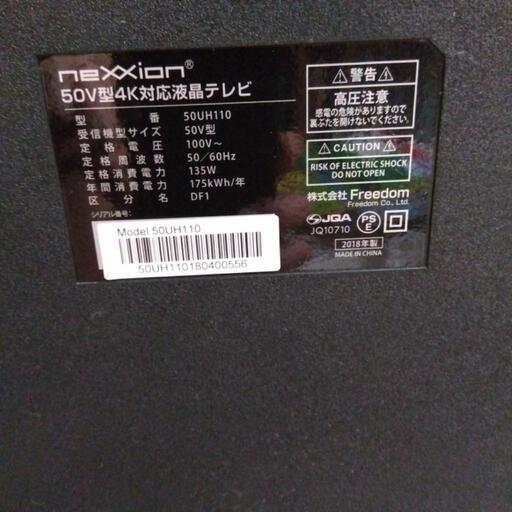 neXXion®
50V型4K対応液晶テレビ
型 番 50UH110
受信機型サイズ 50V型
定格電圧 100V～
定格周波数 50/60Hz
定格消費電力 135W
年間消費電力 175kWh/年
区分名 DF1
シリアル番号:
Model 50UH110
50UH110180400556
⚠警告⚠
高圧注意
感電の危険がありますので
裏ぶたを開けないでください。
⚠ CAUTION ⚠
RISK OF ELECTRIC SHOCK
DO NOT OPEN
株式会社 Freedom
Freedom Co., Ltd.
JQA
JQ10710
PSE
2018年製
MADE IN CHINA